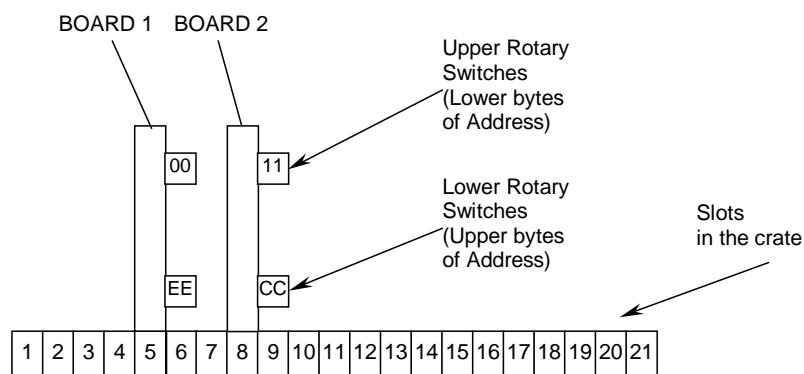 BOARD 1 BOARD 2
Upper Rotary
Switches
(Lower bytes
of Address)
00 11
Lower Rotary
Switches
(Upper bytes
of Address)
Slots
in the crate
EE CC
1 2 3 4 5 6 7 8 9 10 11 12 13 14 15 16 17 18 19 20 21